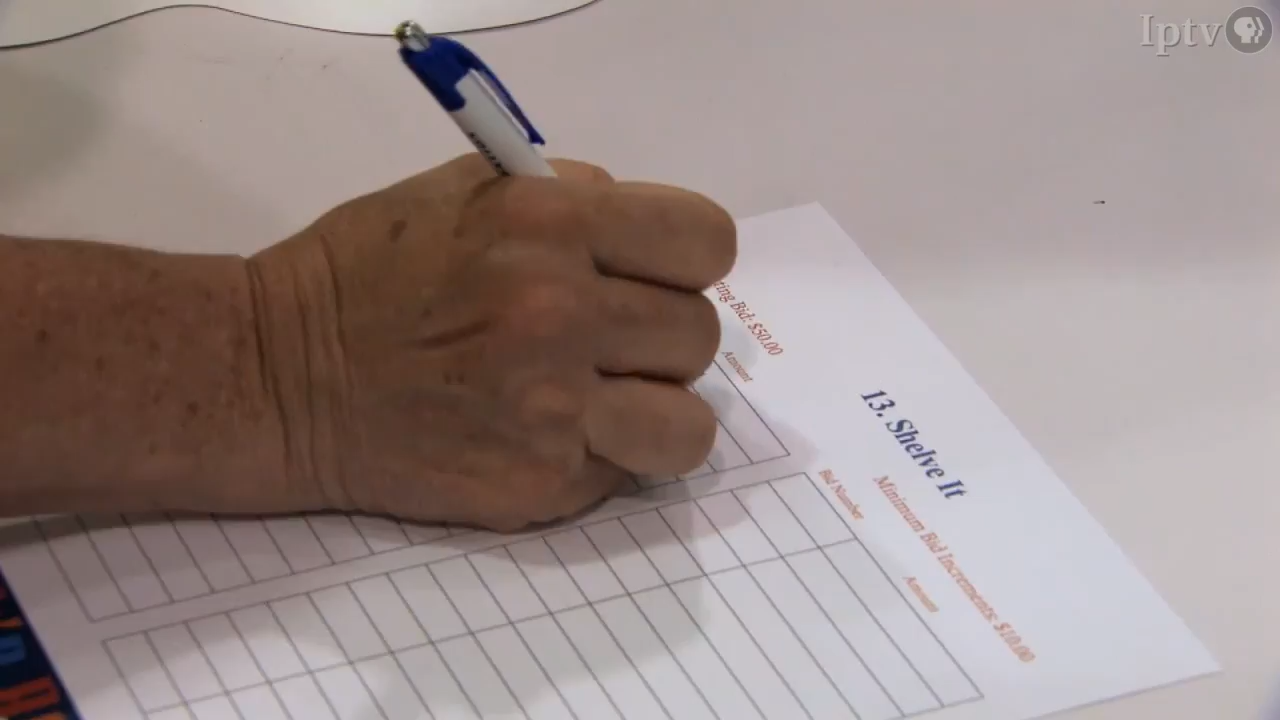 Iptv
13. Shelve It
ting Bid: $50.00
Minimum Bid Increments: $10.00
Amount
Bid Number
Amount